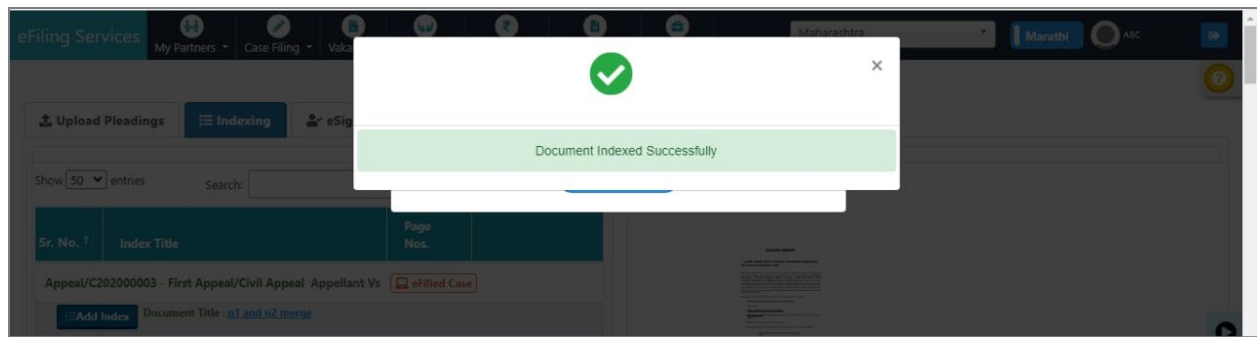 eFiling Services
My Partners
Case Filing
Maharashtra
Marathi
ABC
Upload Pleadings
Indexing
Document Indexed Successfully
Show 50 entries
Search:
Sr. No.
Index Title
Page
Nos.
Appeal/C202000003 - First Appeal/Civil Appeal Appellant Vs
eFilled Case
Add Index
Document Title : n1 and n2 merge